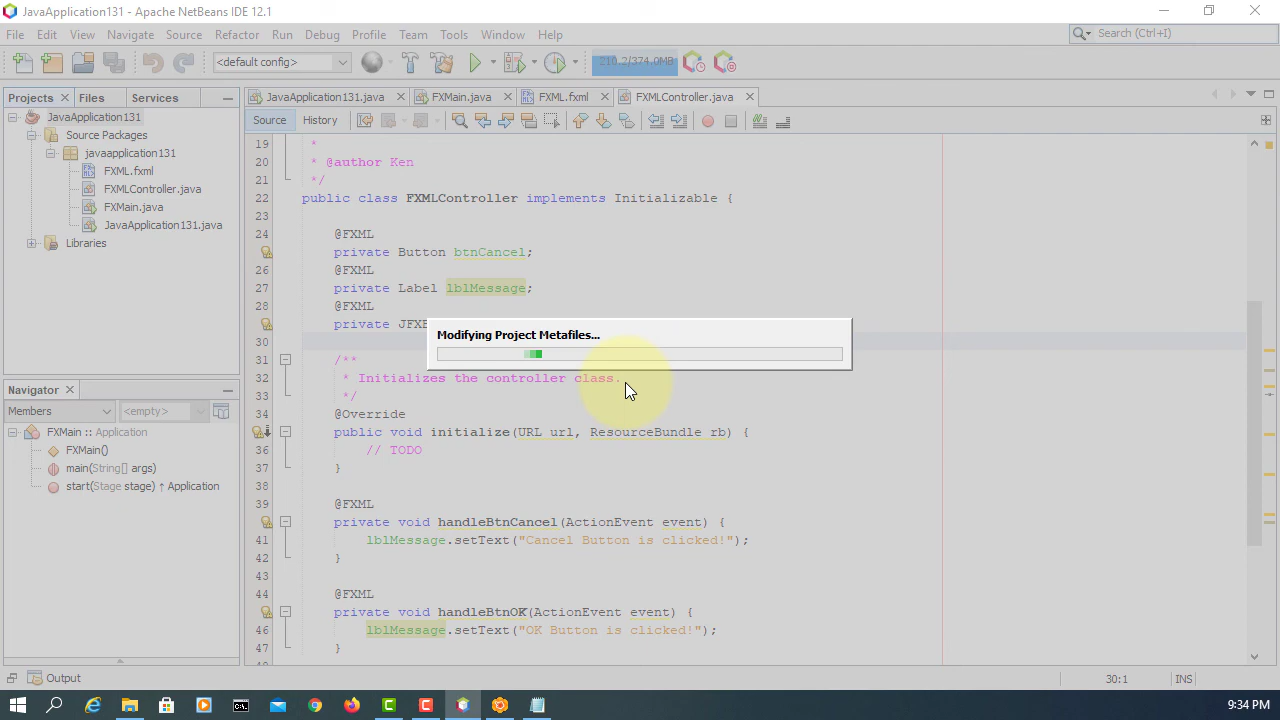 JavaApplication131 - Apache NetBeans IDE 12.1
File Edit View Navigate Source Refactor Run Debug Profile Team Tools Window Help
Search (Ctrl+I)
<default config>
210.2/374.0MB
Projects Files Services
JavaApplication131.java FXMain.java FXML.fxml FXMLController.java
Source History
JavaApplication131
Source Packages
javaapplication131
FXML.fxml
FXMLController.java
FXMain.java
JavaApplication131.java
Libraries
Navigator
Members <empty>
FXMain :: Application
FXMain()
main(String[] args)
start(Stage stage) ↑ Application
19 *
20 * @author Ken
21 */
22 public class FXMLController implements Initializable {
23
24 @FXML
private Button btnCancel;
26 @FXML
27 private Label lblMessage;
28 @FXML
private
30
31 /**
32 * Initializes the controller class.
33 */
34 @Override
public void initialize(URL url, ResourceBundle rb) {
36 // TODO
37 }
38
39 @FXML
private void handleBtnCancel(ActionEvent event) {
41 lblMessage.setText("Cancel Button is clicked!");
42 }
43
44 @FXML
private void handleBtnOK(ActionEvent event) {
46 lblMessage.setText("OK Button is clicked!");
47 }
Modifying Project Metafiles...
Output
30:1 INS
9:34 PM